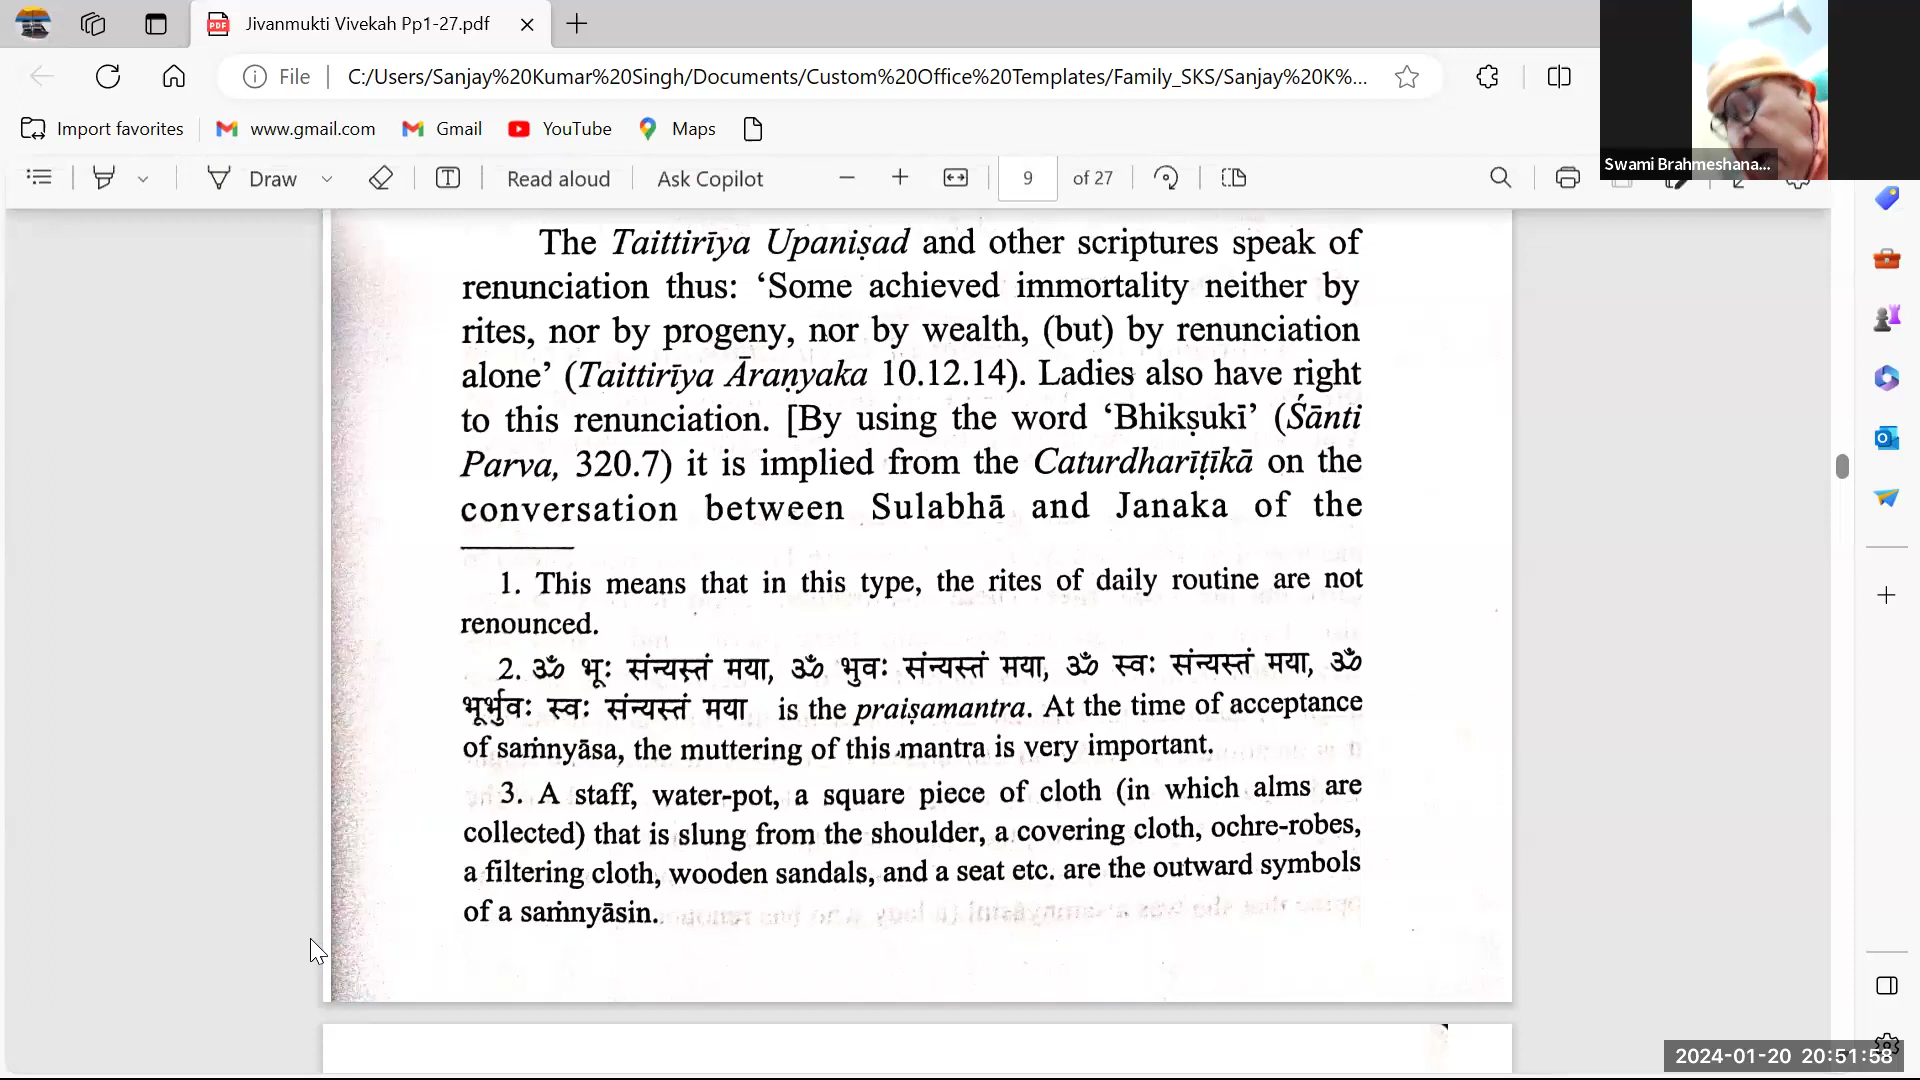 Jivanmukti Vivekah Pp1-27.pdf
File
C:/Users/Sanjay%20Kumar%20Singh/Documents/Custom%20Office%20Templates/Family_SKS/Sanjay%20K%...
Import favorites
www.gmail.com
Gmail
YouTube
Maps
Swami Brahmeshana...
Draw
Read aloud
Ask Copilot
9
of 27
The Taittirīya Upaniṣad and other scriptures speak of
renunciation thus: ‘Some achieved immortality neither by
rites, nor by progeny, nor by wealth, (but) by renunciation
alone’ (Taittirīya Āraṇyaka 10.12.14). Ladies also have right
to this renunciation. [By using the word ‘Bhikṣukī’ (Śānti
Parva, 320.7) it is implied from the Caturdharīṭīkā on the
conversation between Sulabhā and Janaka of the
1. This means that in this type, the rites of daily routine are not
renounced.
2. ॐ भूः संन्यस्तं मया, ॐ भुवः संन्यस्तं मया, ॐ स्वः संन्यस्तं मया, ॐ
भूर्भुवः स्वः संन्यस्तं मया is the praiṣamantra. At the time of acceptance
of saṁnyāsa, the muttering of this mantra is very important.
3. A staff, water-pot, a square piece of cloth (in which alms are
collected) that is slung from the shoulder, a covering cloth, ochre-robes,
a filtering cloth, wooden sandals, and a seat etc. are the outward symbols
of a saṁnyāsin.
2024-01-20 20:51:58